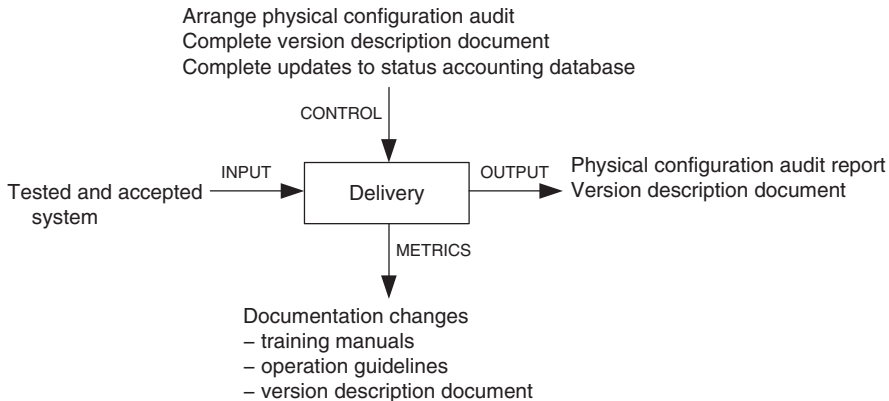 Arrange physical configuration audit
Complete version description document
Complete updates to status accounting database
CONTROL
INPUT
OUTPUT
Tested and accepted
system
Delivery
Physical configuration audit report
Version description document
METRICS
Documentation changes
– training manuals
– operation guidelines
– version description document